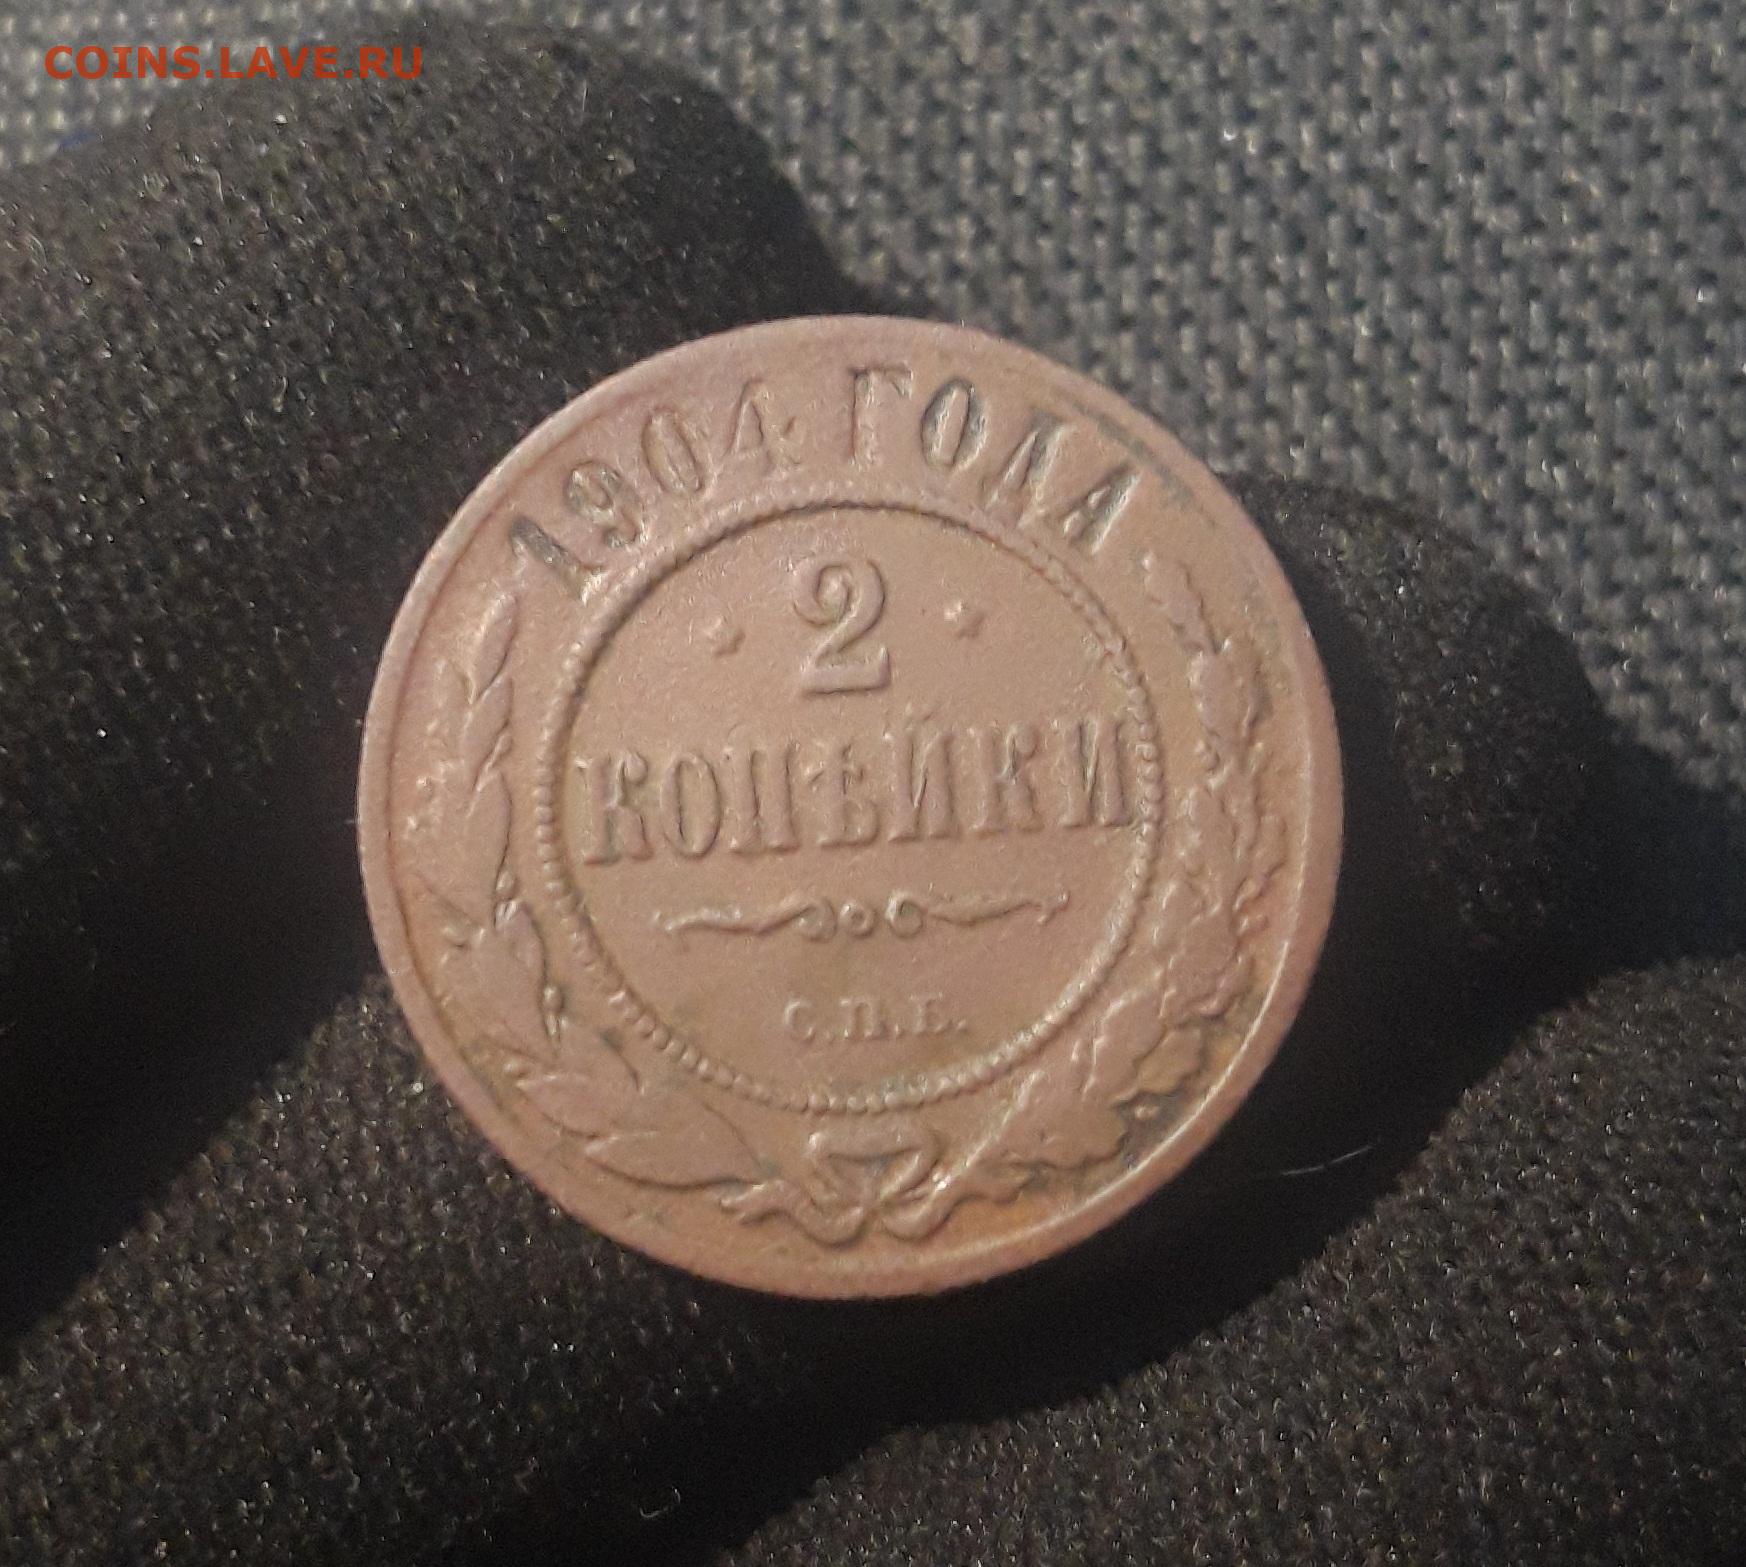 COINS.LAVE.RU
1904 ГОДА
2
КОПѢЙКИ
С.П.Б.